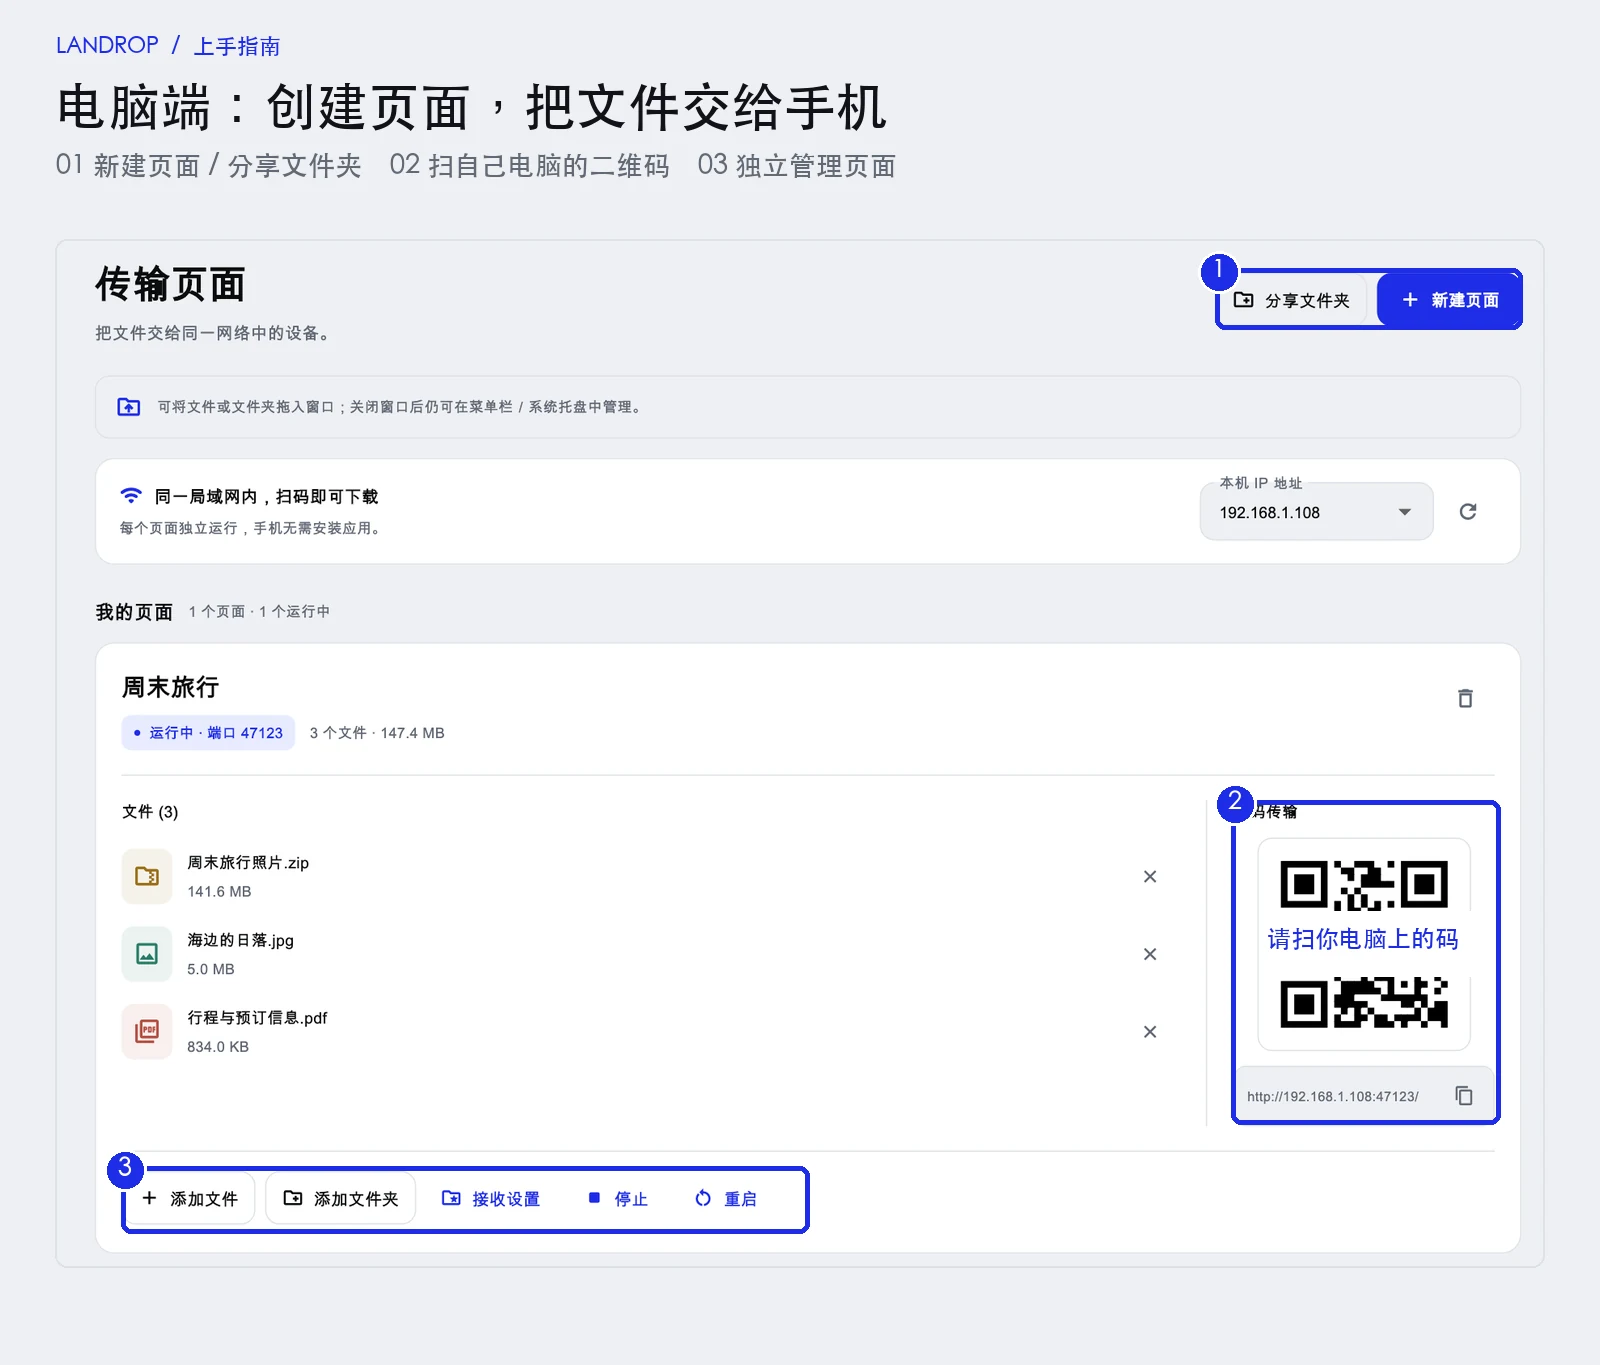 LANDROP / 上手指南
电脑端：创建页面，把文件交给手机
01 新建页面 / 分享文件夹 02 扫自己电脑的二维码 03 独立管理页面
传输页面
1
分享文件夹
新建页面
把文件交给同一网络中的设备。
可将文件或文件夹拖入窗口；关闭窗口后仍可在菜单栏 / 系统托盘中管理。
同一局域网内，扫码即可下载
每个页面独立运行，手机无需安装应用。
本机 IP 地址
192.168.1.108
我的页面 1 个页面 · 1 个运行中
周末旅行
运行中 · 端口 47123 3 个文件 · 147.4 MB
文件 (3)
周末旅行照片.zip
141.6 MB
海边的日落.jpg
5.0 MB
行程与预订信息.pdf
834.0 KB
2
码传输
请扫你电脑上的码
http://192.168.1.108:47123/
3
添加文件
添加文件夹
接收设置
停止
重启